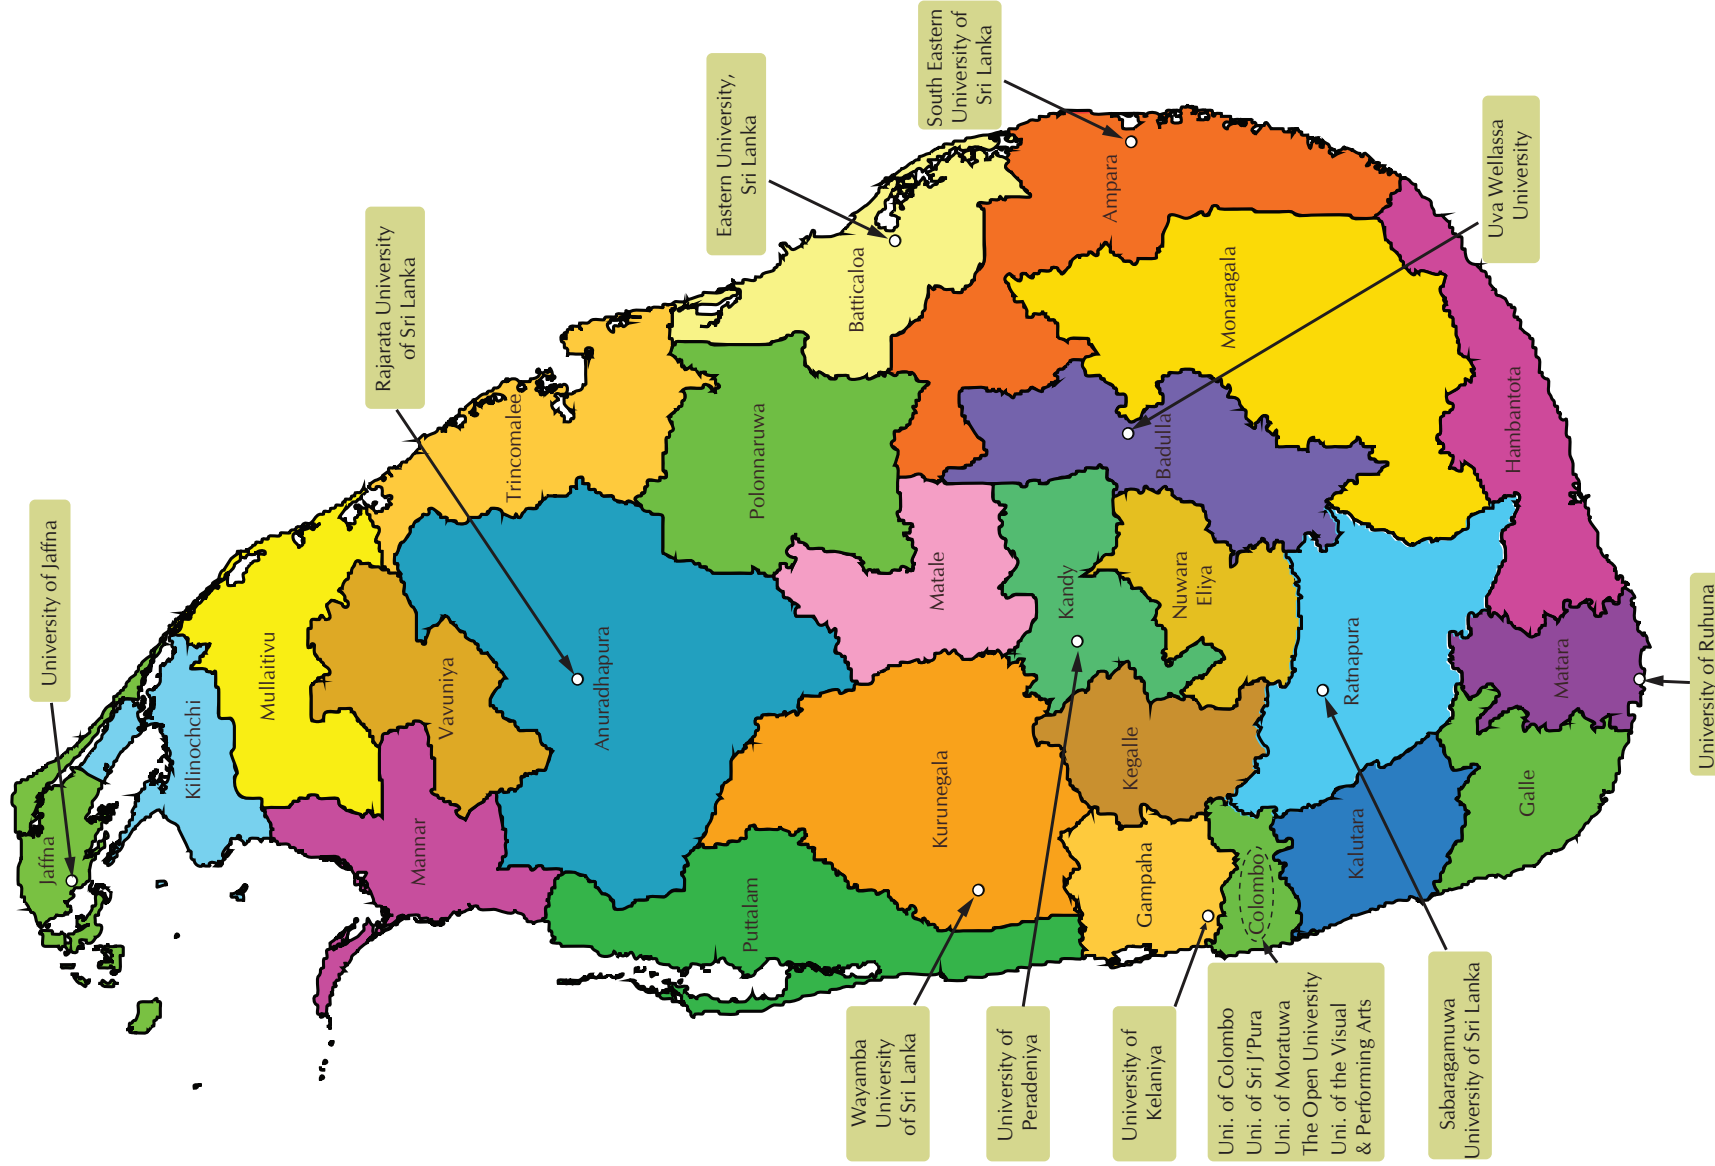 University of Jaffna
Rajarata University
of Sri Lanka
Eastern University,
Sri Lanka
South Eastern
University of
Sri Lanka
Uva Wellassa
University
University of Ruhuna
Jaffna
Kilinochchi
Mullaitivu
Mannar
Vavuniya
Trincomalee
Anuradhapura
Polonnaruwa
Batticaloa
Puttalam
Kurunegala
Matale
Kandy
Ampara
Badulla
Monaragala
Nuwara
Eliya
Kegalle
Gampaha
Colombo
Kalutara
Ratnapura
Hambantota
Galle
Matara
Wayamba
University
of Sri Lanka
University of
Peradeniya
University of
Kelaniya
Uni. of Colombo
Uni. of Sri J'Pura
Uni. of Moratuwa
The Open University
Uni. of the Visual
& Performing Arts
Sabaragamuwa
University of Sri Lanka